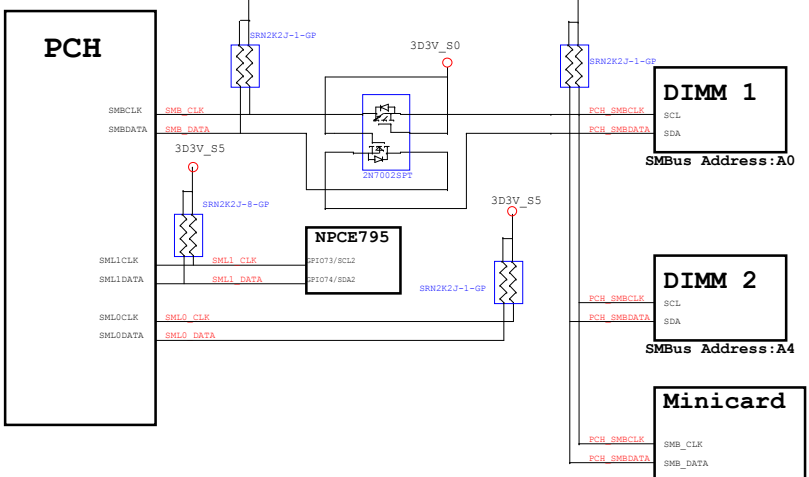 SRN2K2J-1-GP
3D3V_S0
SRN2K2J-1-GP
PCH
DIMM 1
SMBCLK
SMB_CLK
PCH_SMBCLK
SCL
SMBDATA
SMB_DATA
PCH_SMBDATA
SDA
3D3V_S5
SMBus Address:A0
2N7002SPT
SRN2K2J-8-GP
3D3V_S5
NPCE795
SML1CLK
SML1_CLK
GPIO73/SCL2
SML1DATA
SML1_DATA
GPIO74/SDA2
SRN2K2J-1-GP
DIMM 2
PCH_SMBCLK
SCL
SML0CLK
SML0_CLK
PCH_SMBDATA
SDA
SML0DATA
SML0_DATA
SMBus Address:A4
Minicard
PCH_SMBCLK
SMB_CLK
PCH_SMBDATA
SMB_DATA